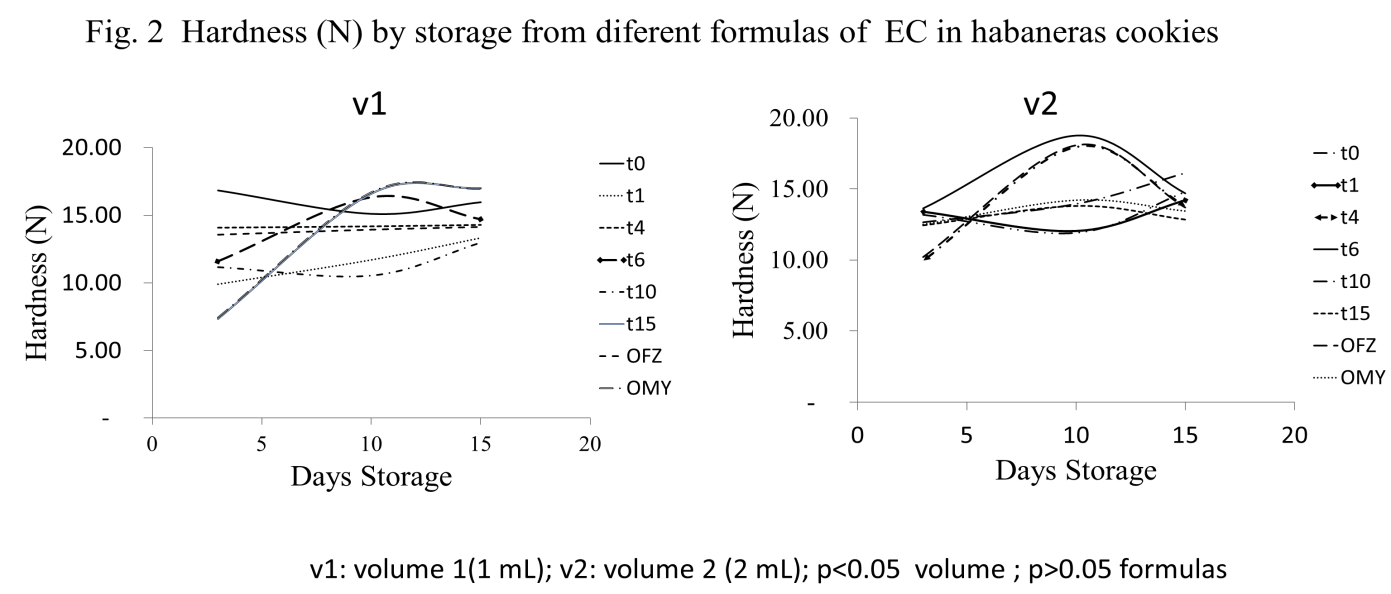 Fig. 2 Hardness (N) by storage from diferent formulas of EC in habaneras cookies
v1
Hardness (N)
20.00
15.00
10.00
5.00
-
0 5 10 15 20
Days Storage
t0
t1
t4
t6
t10
t15
OFZ
OMY
v2
Hardness (N)
20.00
15.00
10.00
5.00
-
0 5 10 15 20
Days Storage
t0
t1
t4
t6
t10
t15
OFZ
OMY
v1: volume 1(1 mL); v2: volume 2 (2 mL); p<0.05 volume ; p>0.05 formulas